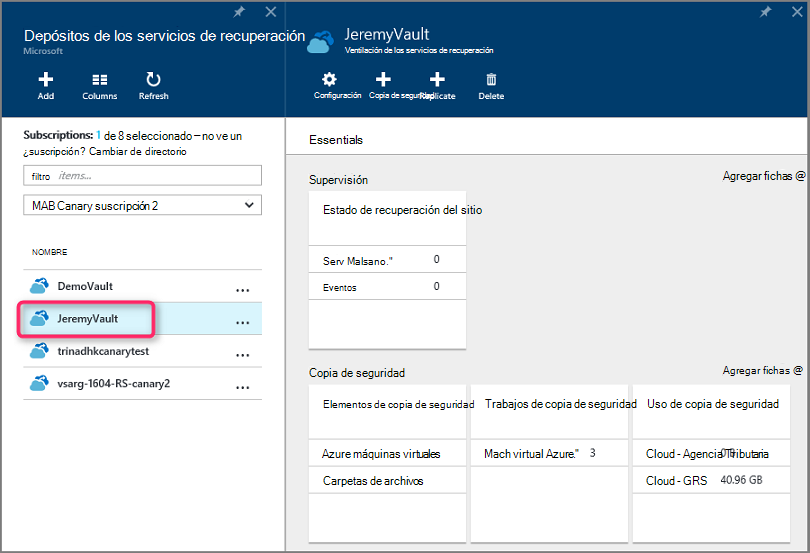 Depósitos de los servicios de recuperación
Microsoft
Add
Columns
Refresh
Subscriptions: 1 de 8 seleccionado – no ve un
¿suscripción? Cambiar de directorio
filtro items...
MAB Canary suscripción 2
NOMBRE
DemoVault
...
JeremyVault
...
trinadhkcanarytest
...
vsarg-1604-RS-canary2
...
JeremyVault
Ventilación de los servicios de recuperación
Configuración
Copia de seguridad
Replicate
Delete
Essentials
Supervisión
Agregar fichas @
Estado de recuperación del sitio
Serv Malsano." 0
Eventos 0
Copia de seguridad
Agregar fichas @
Elementos de copia de seguridad
Azure máquinas virtuales
Carpetas de archivos
Trabajos de copia de seguridad
Mach virtual Azure." 3
Uso de copia de seguridad
Cloud - Agencia Tributaria
Cloud - GRS 40.96 GB